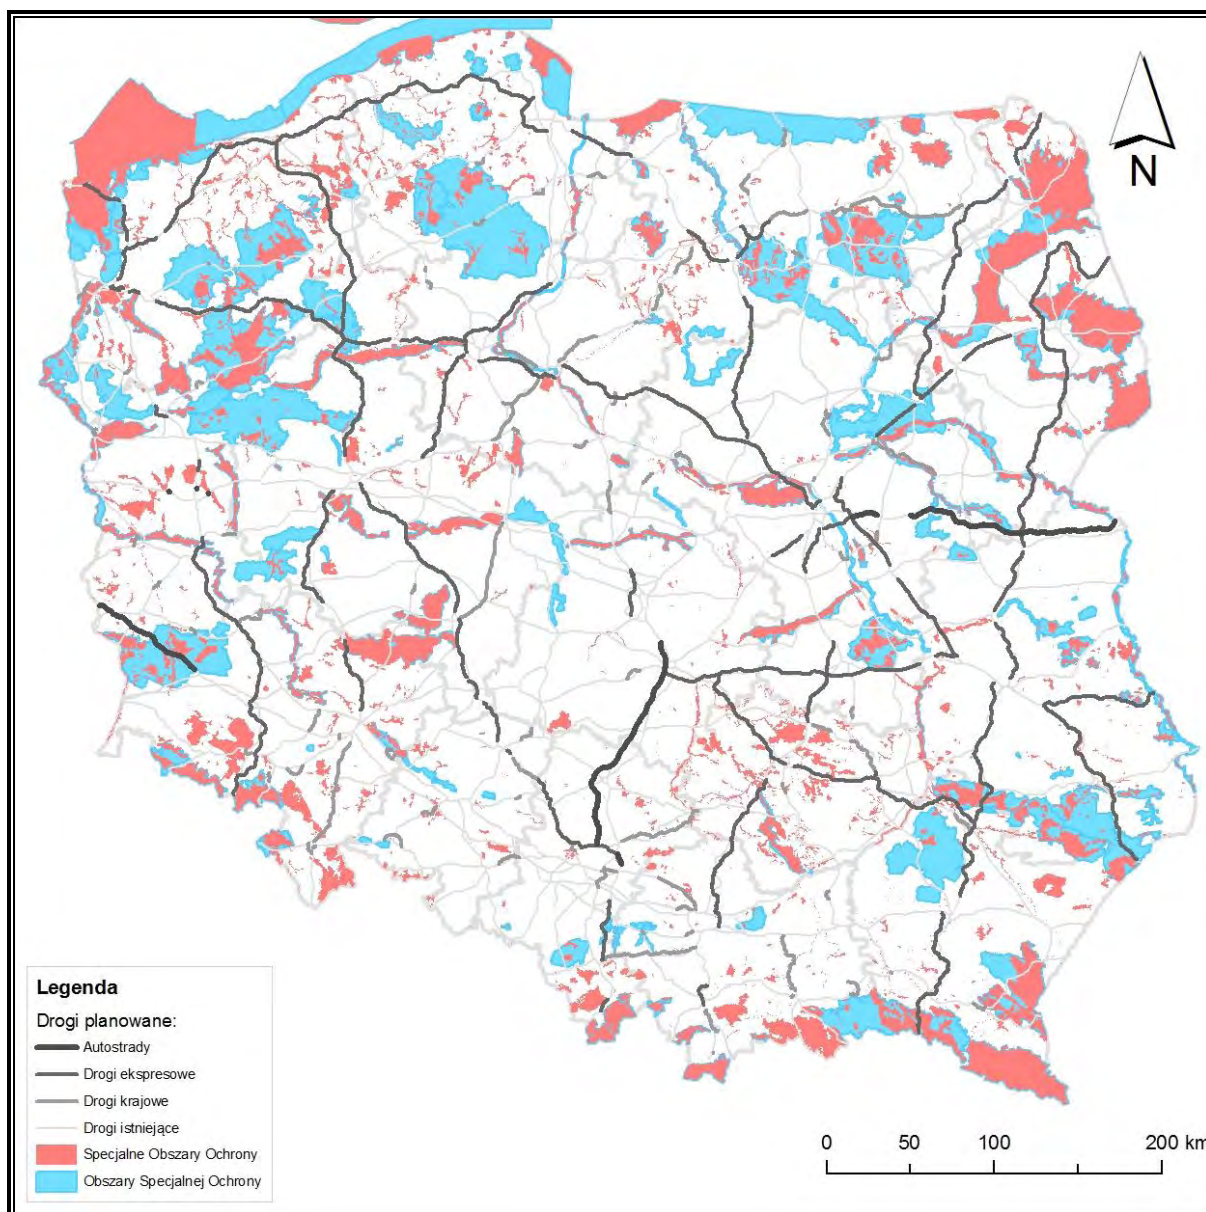 N
Legenda
Drogi planowane:
Autostrady
Drogi ekspresowe
Drogi krajowe
Drogi istniejące
Specjalne Obszary Ochrony
Obszary Specjalnej Ochrony
0 50 100 200 km